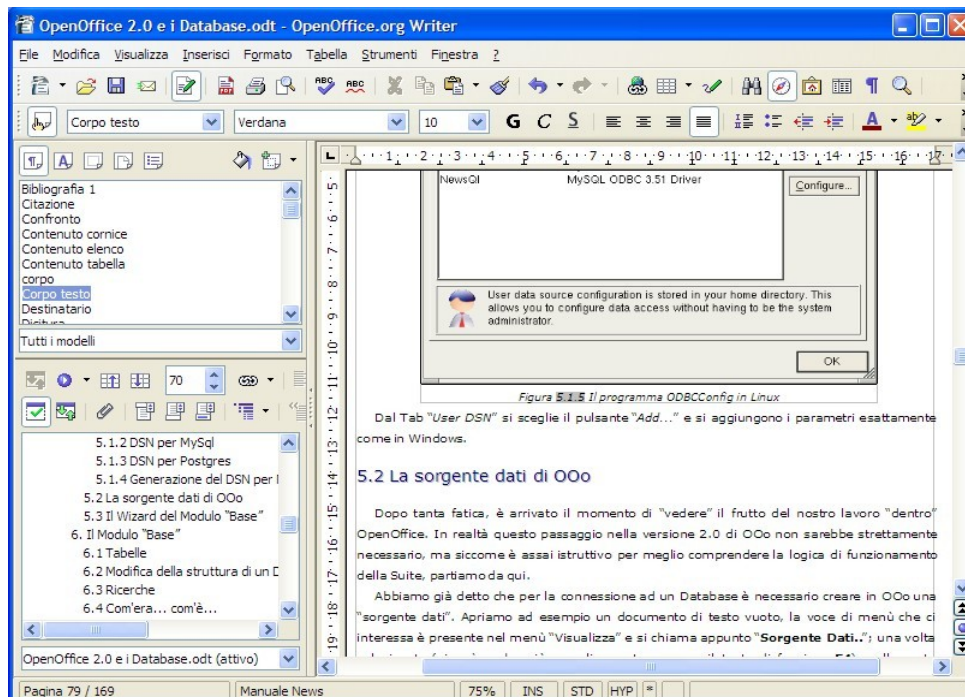 OpenOffice 2.0 e i Database.odt - OpenOffice.org Writer
File Modifica Visualizza Inserisci Formato Tabella Strumenti Finestra ?
Corpo testo Verdana 10 G C S
Bibliografia 1
Citazione
Confronto
Contenuto cornice
Contenuto elenco
Contenuto tabella
corpo
Corpo testo
Destinatario
Dicitura
Tutti i modelli
70
5.1.2 DSN per MySql
5.1.3 DSN per Postgres
5.1.4 Generazione del DSN per
5.2 La sorgente dati di OOo
5.3 Il Wizard del Modulo "Base"
6. Il Modulo "Base"
6.1 Tabelle
6.2 Modifica della struttura di un D
6.3 Ricerche
6.4 Com'era... com'è...
OpenOffice 2.0 e i Database.odt (attivo)
NewsQl MySQL ODBC 3.51 Driver Configure...
User data source configuration is stored in your home directory. This
allows you to configure data access without having to be the system
administrator.
OK
Figura 5.1.5 Il programma ODBCConfig in Linux
Dal Tab "User DSN" si sceglie il pulsante "Add..." e si aggiungono i parametri esattamente
come in Windows.
5.2 La sorgente dati di OOo
Dopo tanta fatica, è arrivato il momento di "vedere" il frutto del nostro lavoro "dentro"
OpenOffice. In realtà questo passaggio nella versione 2.0 di OOo non sarebbe strettamente
necessario, ma siccome è assai istruttivo per meglio comprendere la logica di funzionamento
della Suite, partiamo da qui.
Abbiamo già detto che per la connessione ad un Database è necessario creare in OOo una
"sorgente dati". Apriamo ad esempio un documento di testo vuoto, la voce di menù che ci
interessa è presente nel menù "Visualizza" e si chiama appunto "Sorgente Dati.."; una volta
Pagina 79 / 169 Manuale News 75% INS STD HYP *